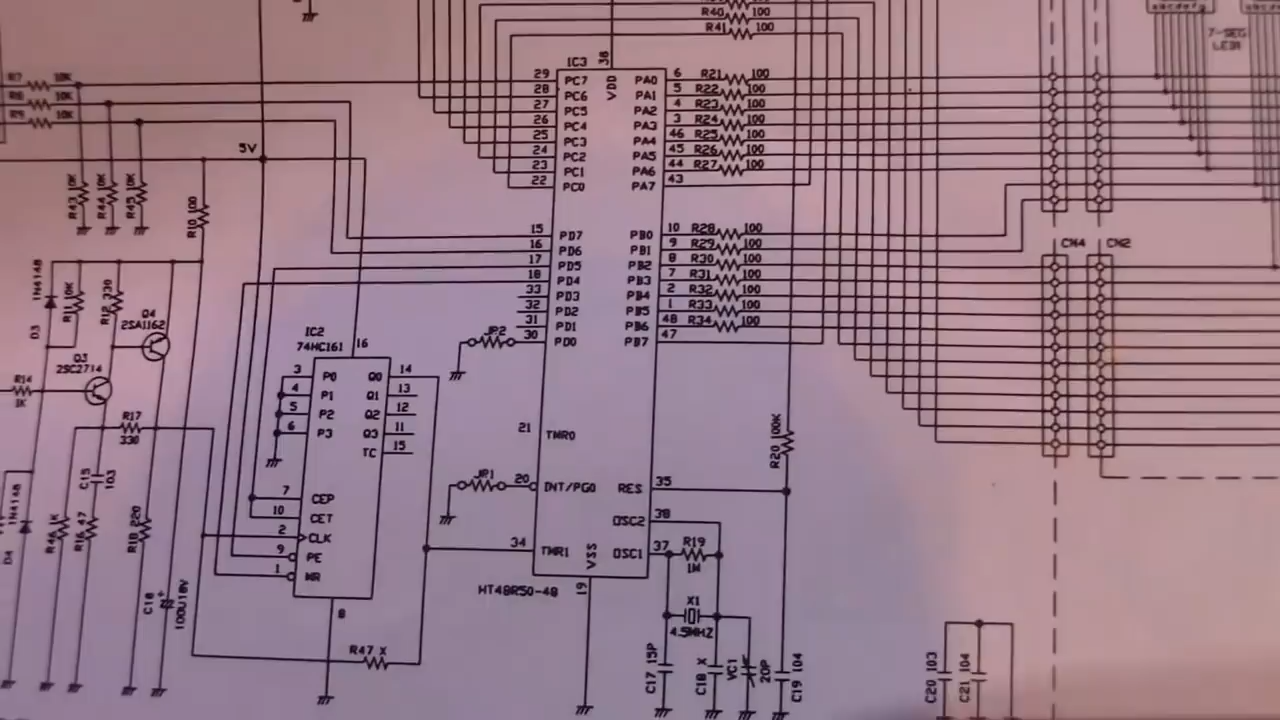 R40 100
R41 100
7-SEG
IC3
38
VDD
R7 10K
R8 10K
R9 10K
29 PC7
28 PC6
27 PC5
26 PC4
25 PC3
24 PC2
23 PC1
22 PC0
PA0 6 R21 100
PA1 5 R22 100
PA2 4 R23 100
PA3 3 R24 100
PA4 46 R25 100
PA5 45 R26 100
PA6 44 R27 100
PA7 43
5V
R43 10K
R44 10K
R45 10K
R10 100
15 PD7
16 PD6
17 PD5
18 PD4
33 PD3
32 PD2
31 PD1
30 PD0
PB0 10 R28 100
PB1 9 R29 100
PB2 8 R30 100
PB3 7 R31 100
PB4 2 R32 100
PB5 1 R33 100
PB6 48 R34 100
PB7 47
CN4
CN2
1N4148
D3
R11 10K
R12 330
Q4
2SA1162
Q3
2SC2714
R14
1K
R17
330
C15
103
IC2
74HC161
16
JP2
3 P0
4 P1
5 P2
6 P3
Q0 14
Q1 13
Q2 12
Q3 11
TC 15
7 CEP
10 CET
2 CLK
9 PE
1 MR
8
21 TMR0
JP1
20 INT/PG0
34 TMR1
VSS
19
HT48R50-48
RES 35
OSC2 38
OSC1 37
R20 100K
R19
1M
X1
4.5MHZ
1N4148
D4
R46 1K
R16 47
R18 220
C16
100U16V
R47 X
C17 15P
C18 X
VC1
20P
C19 104
C20 103
C21 104